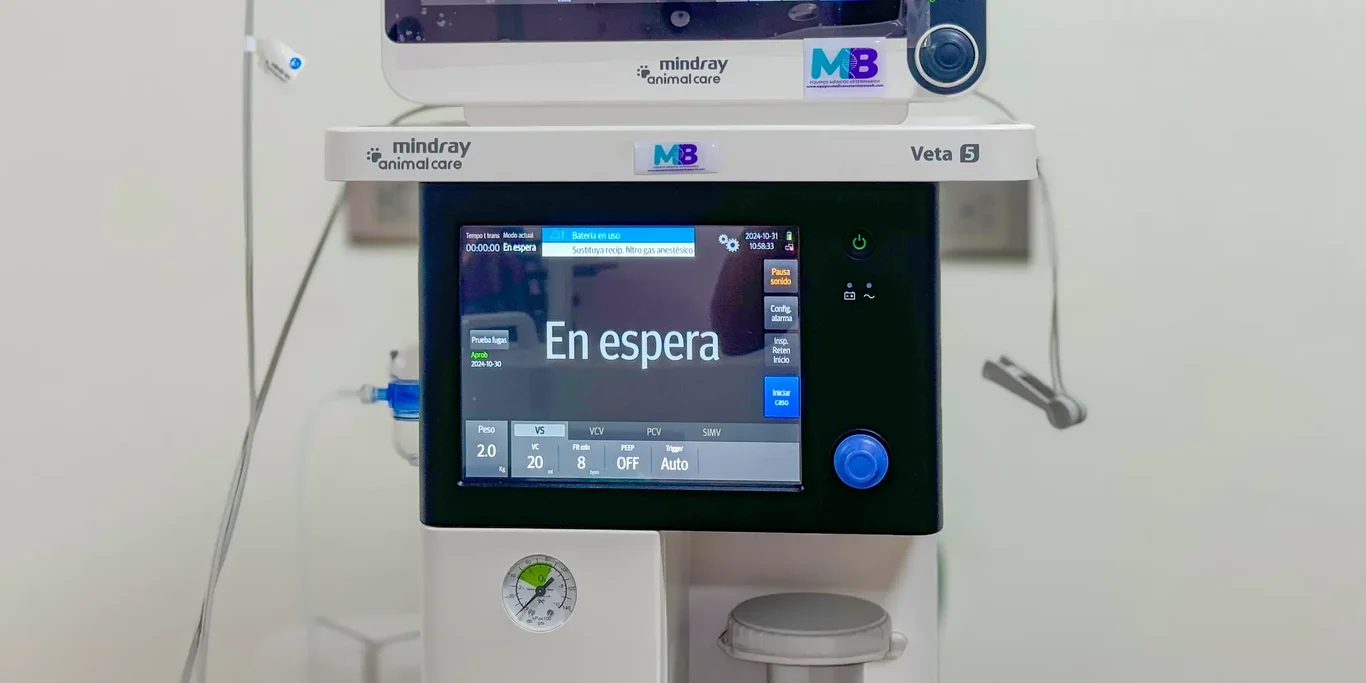 mindray
animal care
MB
EQUIPOS MÉDICOS VETERINARIOS
mindray
animal care
MB
Veta 5
Tempo t trans Modo actual
00:00:00 En espera
Batería en uso
Sustituya recip. filtro gas anestésico
2024-10-31
10:58:33
Pausa
sonido
Config.
alarma
Prueba fugas
Aprob
2024-10-30
En espera
Insp.
Reten
Inicio
Iniciar
caso
Peso
2.0
Kg
VS VCV PCV SIMV
VC FR mín PEEP Trigger
20 ml 8 bpm OFF Auto
O₂